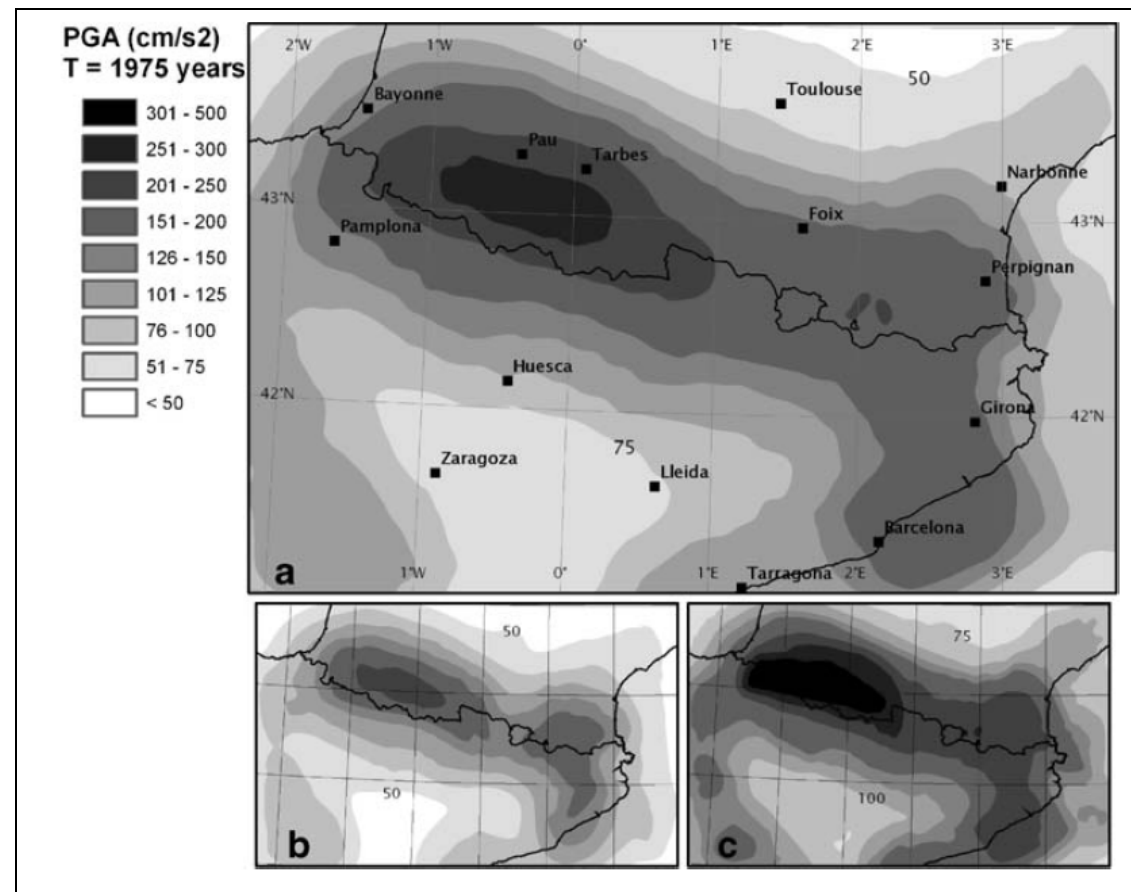 PGA (cm/s2)
T = 1975 years
301 - 500
251 - 300
201 - 250
151 - 200
126 - 150
101 - 125
76 - 100
51 - 75
< 50
2°W
1°W
0°
1°E
2°E
3°E
50
Toulouse
Bayonne
Pau
Tarbes
Narbonne
43°N
Foix
43°N
Pamplona
Perpignan
Huesca
42°N
Girona
42°N
75
Zaragoza
Lleida
Barcelona
a
1°W
0°
Tarragona
2°E
3°E
50
50
b
75
100
c